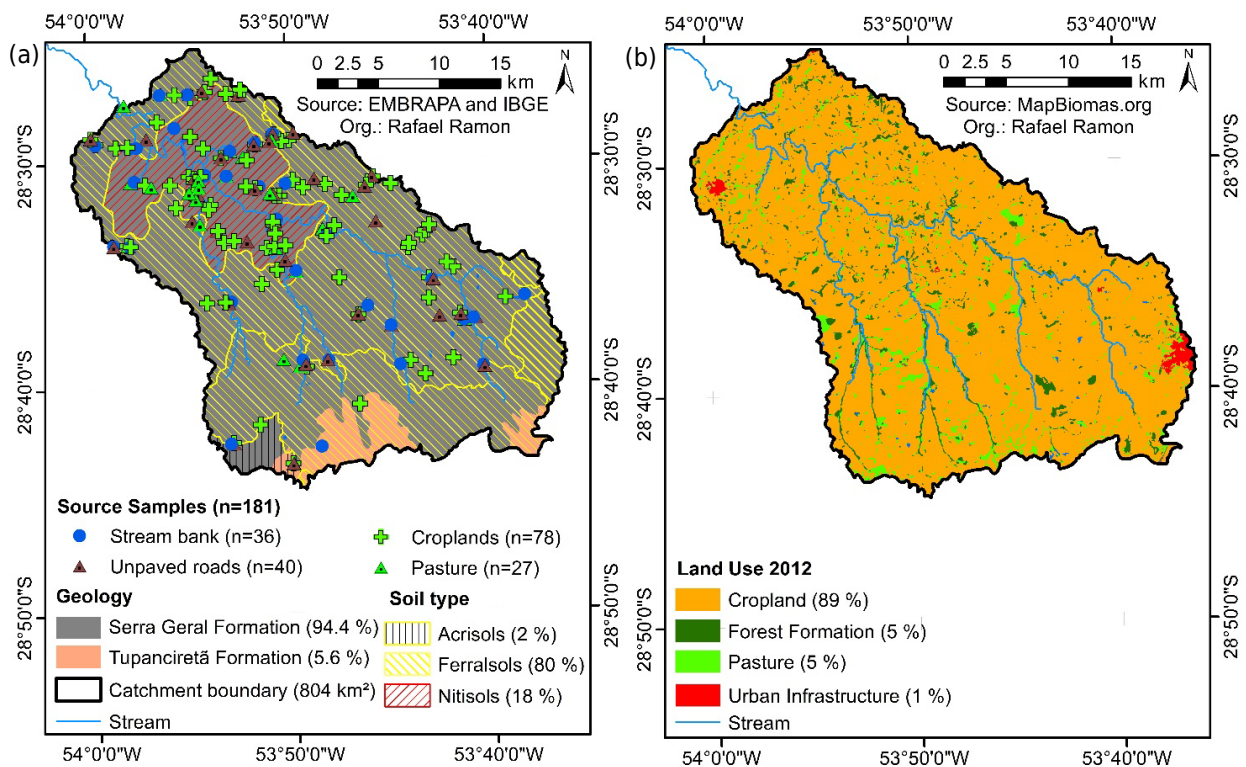 (a)
54°0'0"W 53°50'0"W 53°40'0"W
N
0 2.5 5 10 15
km
Source: EMBRAPA and IBGE
Org.: Rafael Ramon
28°30'0"S 28°30'0"S
28°40'0"S 28°40'0"S
28°50'0"S 28°50'0"S
Source Samples (n=181)
Stream bank (n=36)
Croplands (n=78)
Unpaved roads (n=40)
Pasture (n=27)
Geology
Serra Geral Formation (94.4 %)
Tupanciretã Formation (5.6 %)
Catchment boundary (804 km²)
Stream
Soil type
Acrisols (2 %)
Ferralsols (80 %)
Nitisols (18 %)
54°0'0"W 53°50'0"W 53°40'0"W
(b)
54°0'0"W 53°50'0"W 53°40'0"W
N
0 2.5 5 10 15
km
Source: MapBiomas.org
Org.: Rafael Ramon
28°30'0"S 28°30'0"S
28°40'0"S 28°40'0"S
28°50'0"S 28°50'0"S
Land Use 2012
Cropland (89 %)
Forest Formation (5 %)
Pasture (5 %)
Urban Infrastructure (1 %)
Stream
54°0'0"W 53°50'0"W 53°40'0"W